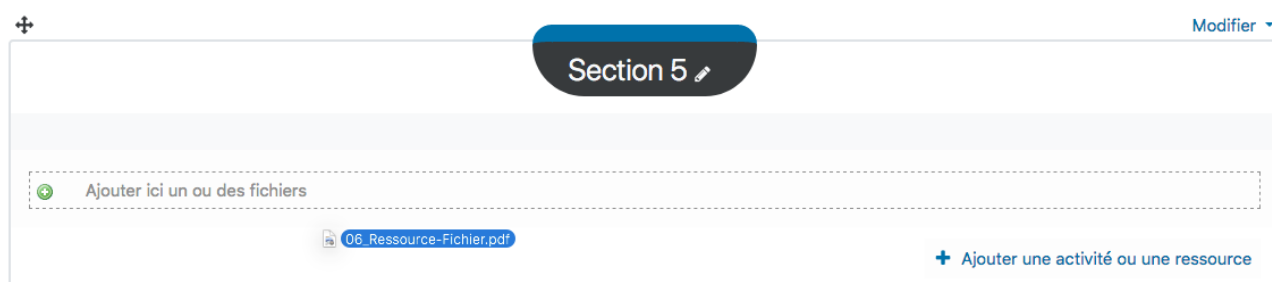 Modifier
Section 5
Ajouter ici un ou des fichiers
06_Ressource-Fichier.pdf
Ajouter une activité ou une ressource